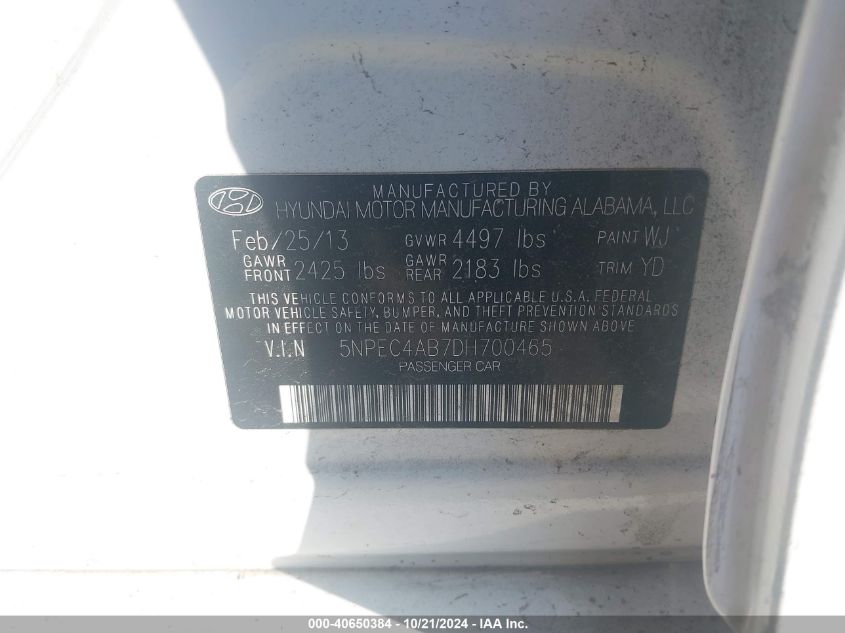 MANUFACTURED BY
HYUNDAI MOTOR MANUFACTURING ALABAMA, LLC
Feb/25/13 GVWR 4497 lbs PAINT WJ
GAWR FRONT 2425 lbs GAWR REAR 2183 lbs TRIM YD
THIS VEHICLE CONFORMS TO ALL APPLICABLE U.S.A. FEDERAL
MOTOR VEHICLE SAFETY, BUMPER, AND THEFT PREVENTION STANDARDS
IN EFFECT ON THE DATE OF MANUFACTURE SHOWN ABOVE.
V.I.N 5NPEC4AB7DH700465
PASSENGER CAR
000-40650384 - 10/21/2024 - www.iaai.com